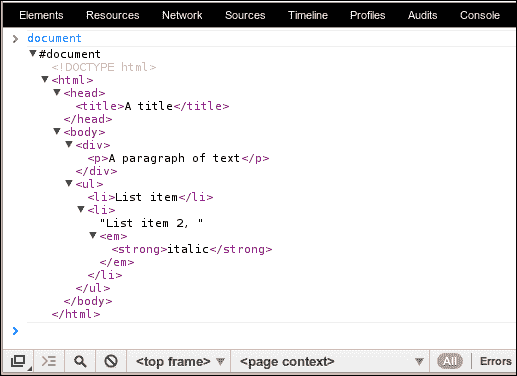 Elements Resources Network Sources Timeline Profiles Audits Console
> document
▼#document
<!DOCTYPE html>
▼<html>
▼<head>
<title>A title</title>
</head>
▼<body>
▼<div>
<p>A paragraph of text</p>
</div>
▼<ul>
<li>List item</li>
▼<li>
"List item 2, "
▼<em>
<strong>italic</strong>
</em>
</li>
</ul>
</body>
</html>
>
<top frame> ▼ <page context> ▼ All Errors